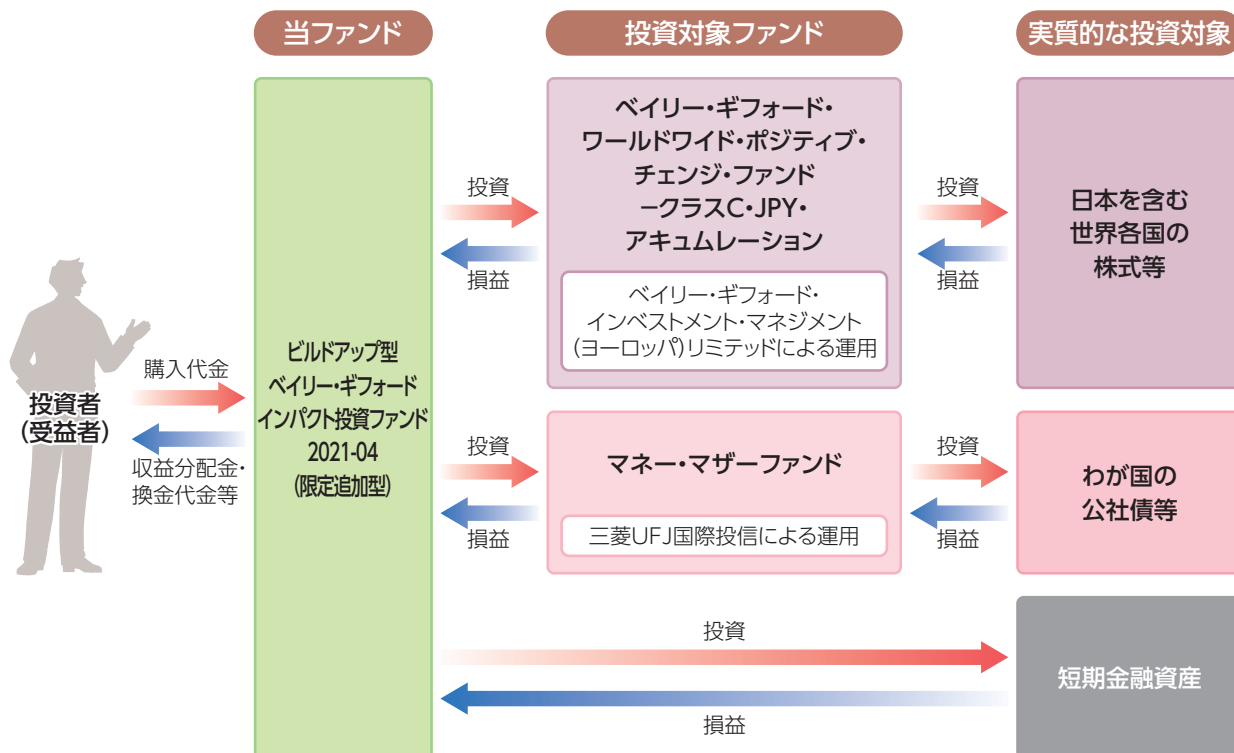 当ファンド
投資対象ファンド
実質的な投資対象
投資者
(受益者)
購入代金
収益分配金・
換金代金等
ビルドアップ型
ベイリー・ギフォード
インパクト投資ファンド
2021-04
(限定追加型)
投資
損益
ベイリー・ギフォード・
ワールドワイド・ポジティブ・
チェンジ・ファンド
−クラスC・JPY・
アキュムレーション
ベイリー・ギフォード・
インベストメント・マネジメント
(ヨーロッパ)リミテッドによる運用
投資
損益
日本を含む
世界各国の
株式等
投資
損益
マネー・マザーファンド
三菱UFJ国際投信による運用
投資
損益
わが国の
公社債等
投資
損益
短期金融資産